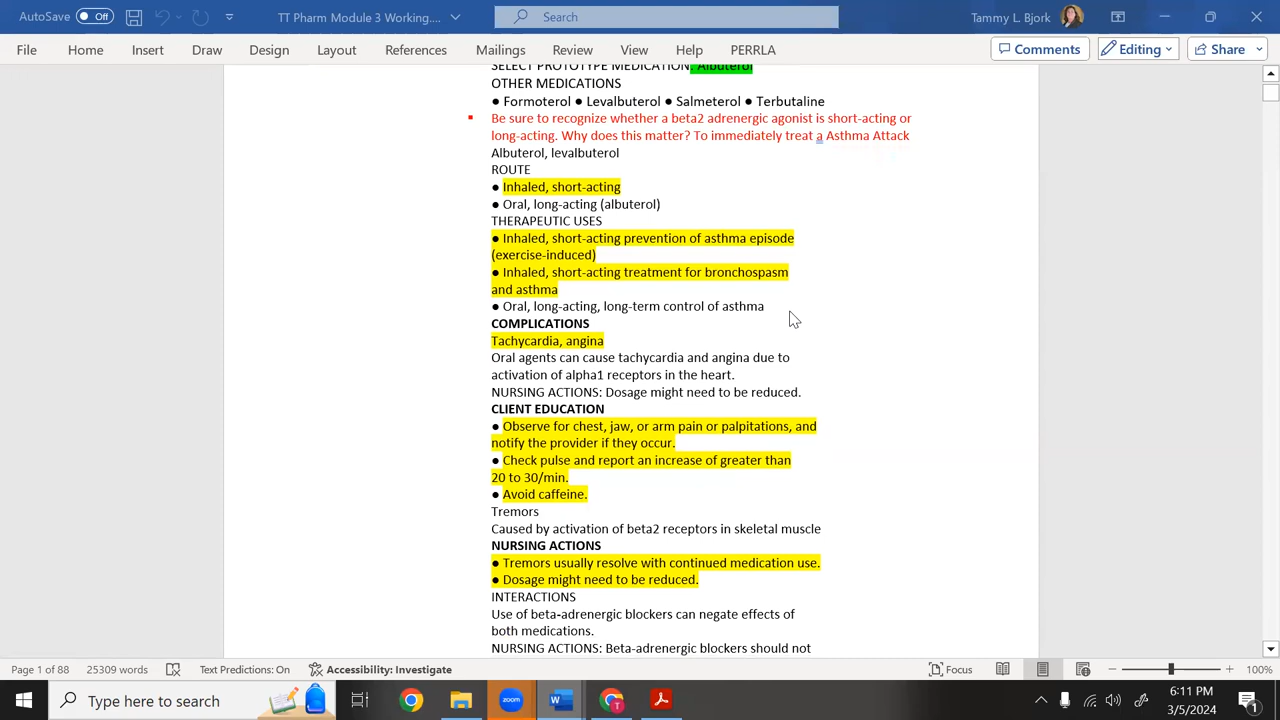 AutoSave Off TT Pharm Module 3 Working.... Search Tammy L. Bjork
File Home Insert Draw Design Layout References Mailings Review View Help PERRLA Comments Editing Share
SELECT PROTOTYPE MEDICATION: Albuterol
OTHER MEDICATIONS
● Formoterol ● Levalbuterol ● Salmeterol ● Terbutaline
▪ Be sure to recognize whether a beta2 adrenergic agonist is short-acting or
long-acting. Why does this matter? To immediately treat a Asthma Attack
Albuterol, levalbuterol
ROUTE
● Inhaled, short-acting
● Oral, long-acting (albuterol)
THERAPEUTIC USES
● Inhaled, short-acting prevention of asthma episode
(exercise-induced)
● Inhaled, short-acting treatment for bronchospasm
and asthma
● Oral, long-acting, long-term control of asthma
COMPLICATIONS
Tachycardia, angina
Oral agents can cause tachycardia and angina due to
activation of alpha1 receptors in the heart.
NURSING ACTIONS: Dosage might need to be reduced.
CLIENT EDUCATION
● Observe for chest, jaw, or arm pain or palpitations, and
notify the provider if they occur.
● Check pulse and report an increase of greater than
20 to 30/min.
● Avoid caffeine.
Tremors
Caused by activation of beta2 receptors in skeletal muscle
NURSING ACTIONS
● Tremors usually resolve with continued medication use.
● Dosage might need to be reduced.
INTERACTIONS
Use of beta-adrenergic blockers can negate effects of
both medications.
NURSING ACTIONS: Beta-adrenergic blockers should not
Page 1 of 88 25309 words Text Predictions: On Accessibility: Investigate Focus 100%
Type here to search zoom W T 6:11 PM
3/5/2024 1